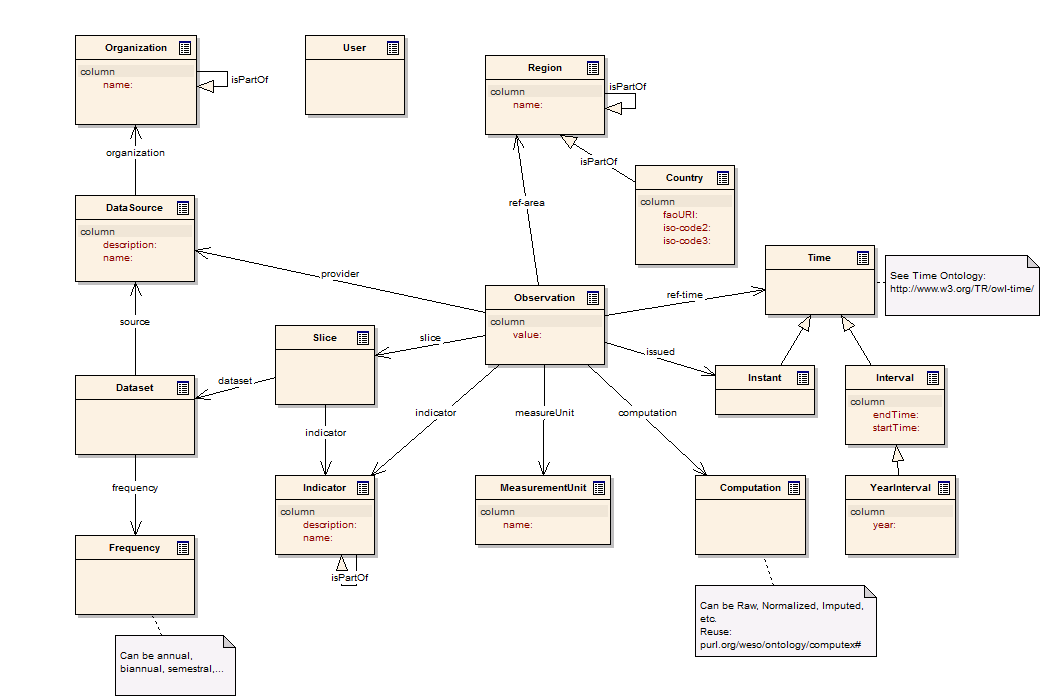 Organization
column
name:
isPartOf
User
Region
column
name:
isPartOf
organization
isPartOf
Country
column
faoURI:
iso-code2:
iso-code3:
ref-area
DataSource
column
description:
name:
provider
Time
See Time Ontology:
http://www.w3.org/TR/owl-time/
Observation
column
value:
ref-time
source
Slice
slice
issued
Dataset
dataset
Instant
Interval
column
endTime:
startTime:
indicator
indicator
measureUnit
computation
frequency
Indicator
column
description:
name:
isPartOf
MeasurementUnit
column
name:
Computation
YearInterval
column
year:
Frequency
Can be annual,
biannual, semestral,...
Can be Raw, Normalized, Imputed,
etc.
Reuse:
purl.org/weso/ontology/computex#